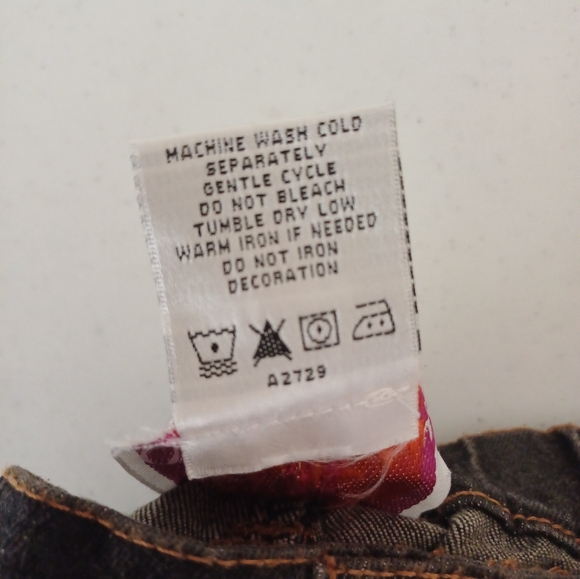 MACHINE WASH COLD
SEPARATELY
GENTLE CYCLE
DO NOT BLEACH
TUMBLE DRY LOW
WARM IRON IF NEEDED
DO NOT IRON
DECORATION
A2729